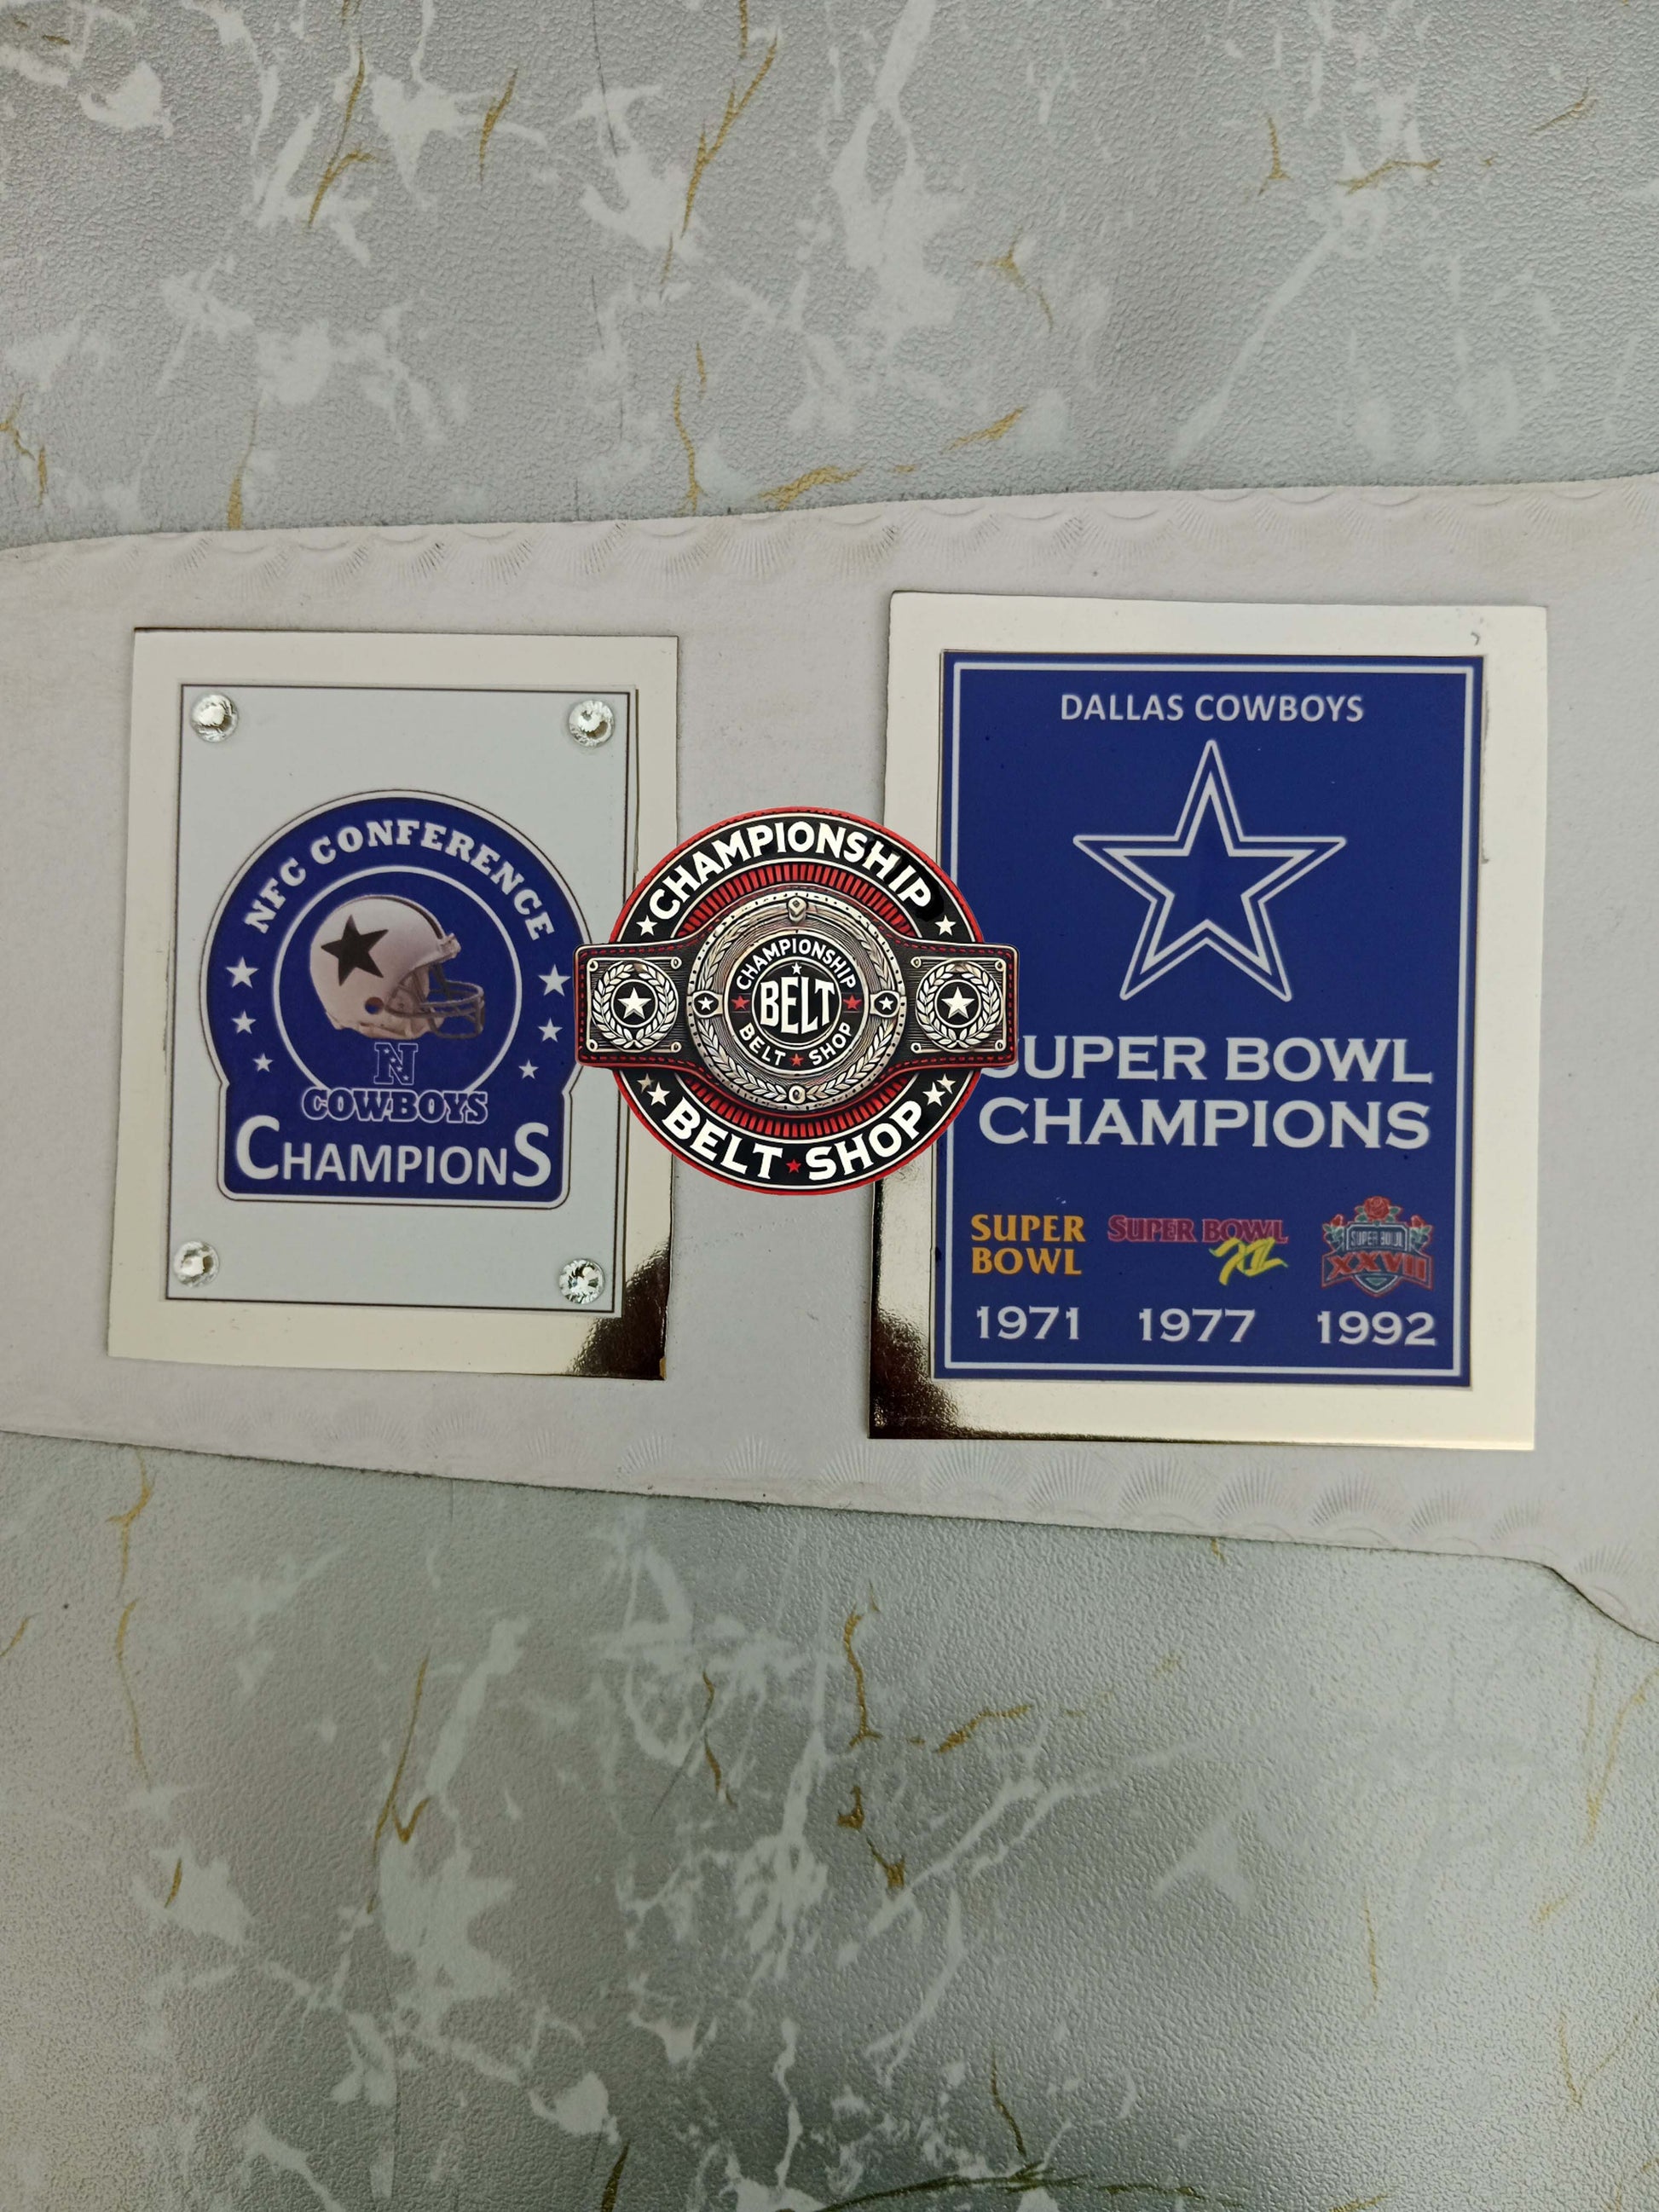 NFC CONFERENCE
N
COWBOYS
CHAMPIONS
CHAMPIONSHIP
CHAMPIONSHIP
BELT
BELT ★ SHOP
BELT ★ SHOP
DALLAS COWBOYS
SUPER BOWL
CHAMPIONS
SUPER
BOWL
SUPER BOWL
XII
SUPER BOWL
XXVII
1971 1977 1992